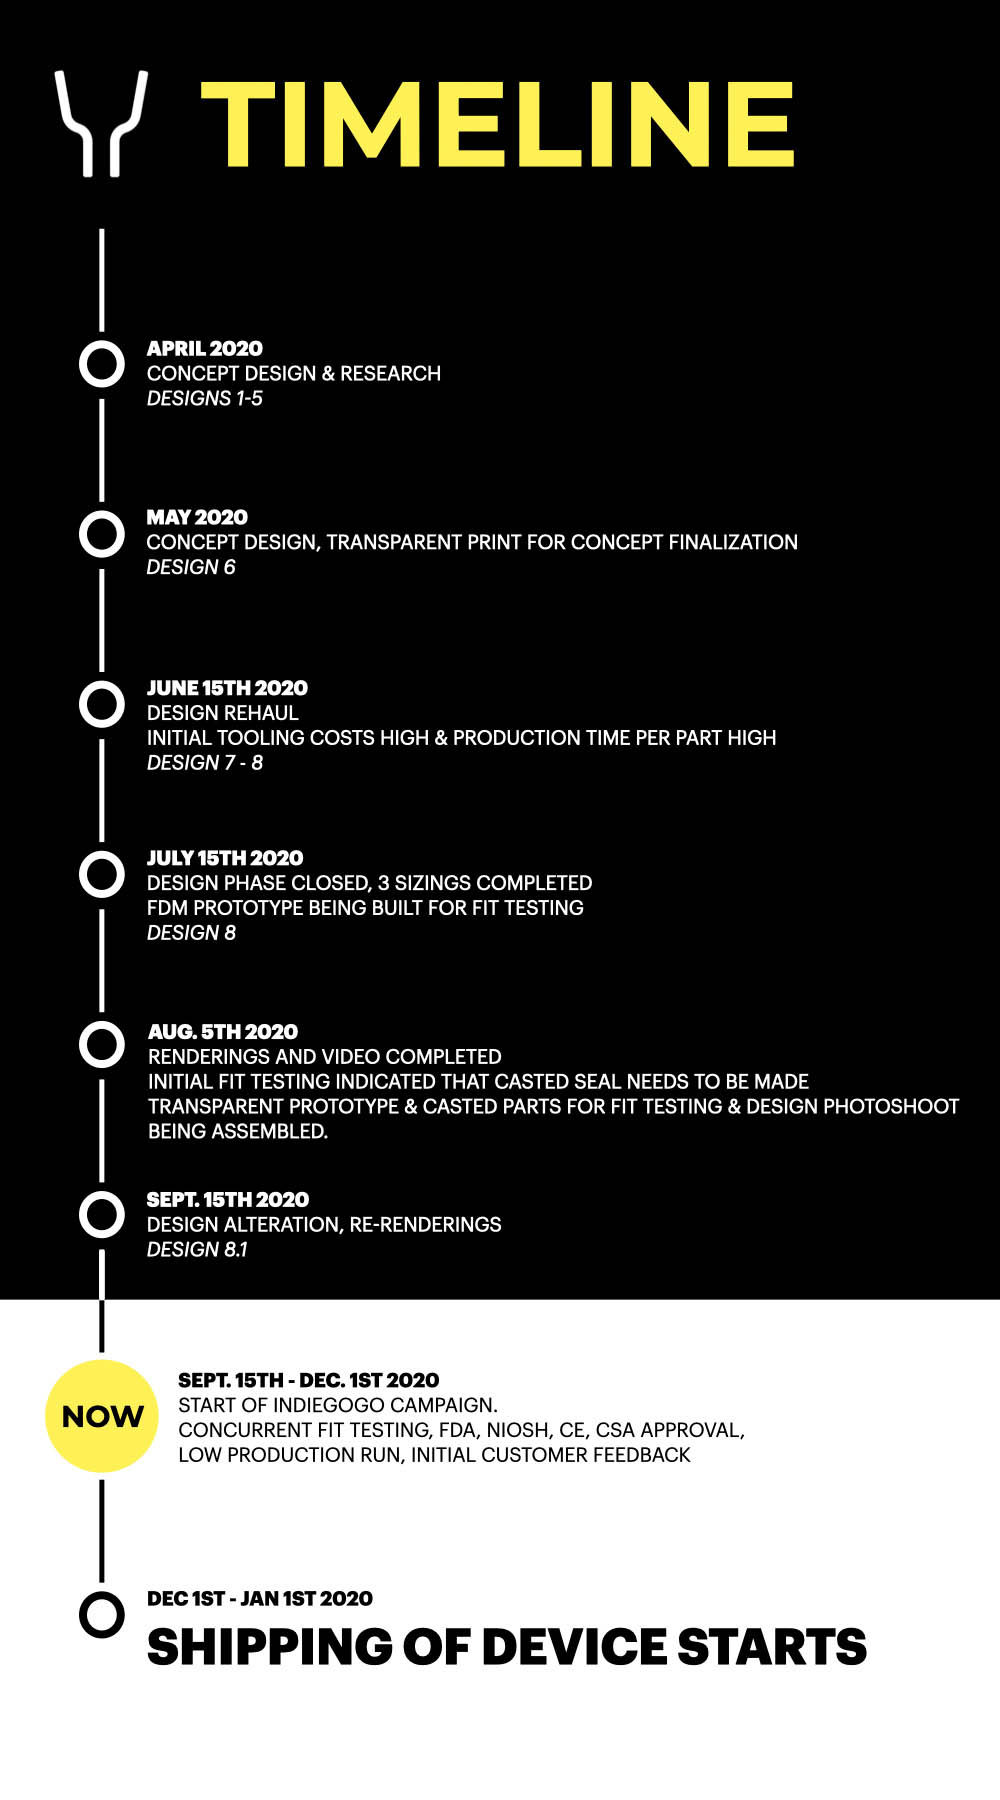 TIMELINE
APRIL 2020
CONCEPT DESIGN & RESEARCH
DESIGNS 1-5
MAY 2020
CONCEPT DESIGN, TRANSPARENT PRINT FOR CONCEPT FINALIZATION
DESIGN 6
JUNE 15TH 2020
DESIGN REHAUL
INITIAL TOOLING COSTS HIGH & PRODUCTION TIME PER PART HIGH
DESIGN 7 - 8
JULY 15TH 2020
DESIGN PHASE CLOSED, 3 SIZINGS COMPLETED
FDM PROTOTYPE BEING BUILT FOR FIT TESTING
DESIGN 8
AUG. 5TH 2020
RENDERINGS AND VIDEO COMPLETED
INITIAL FIT TESTING INDICATED THAT CASTED SEAL NEEDS TO BE MADE
TRANSPARENT PROTOTYPE & CASTED PARTS FOR FIT TESTING & DESIGN PHOTOSHOOT
BEING ASSEMBLED.
SEPT. 15TH 2020
DESIGN ALTERATION, RE-RENDERINGS
DESIGN 8.1
NOW
SEPT. 15TH - DEC. 1ST 2020
START OF INDIEGOGO CAMPAIGN.
CONCURRENT FIT TESTING, FDA, NIOSH, CE, CSA APPROVAL,
LOW PRODUCTION RUN, INITIAL CUSTOMER FEEDBACK
DEC 1ST - JAN 1ST 2020
SHIPPING OF DEVICE STARTS